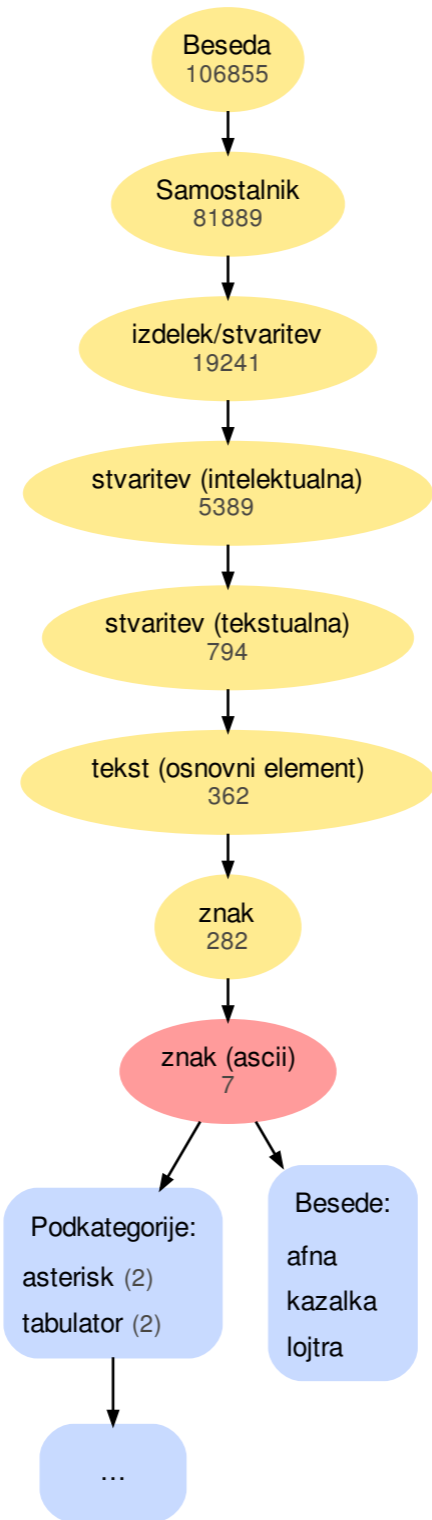 Beseda
106855
Samostalnik
81889
izdelek/stvaritev
19241
stvaritev (intelektualna)
5389
stvaritev (tekstualna)
794
tekst (osnovni element)
362
znak
282
znak (ascii)
7
Podkategorije:
asterisk (2)
tabulator (2)
Besede:
afna
kazalka
lojtra
...